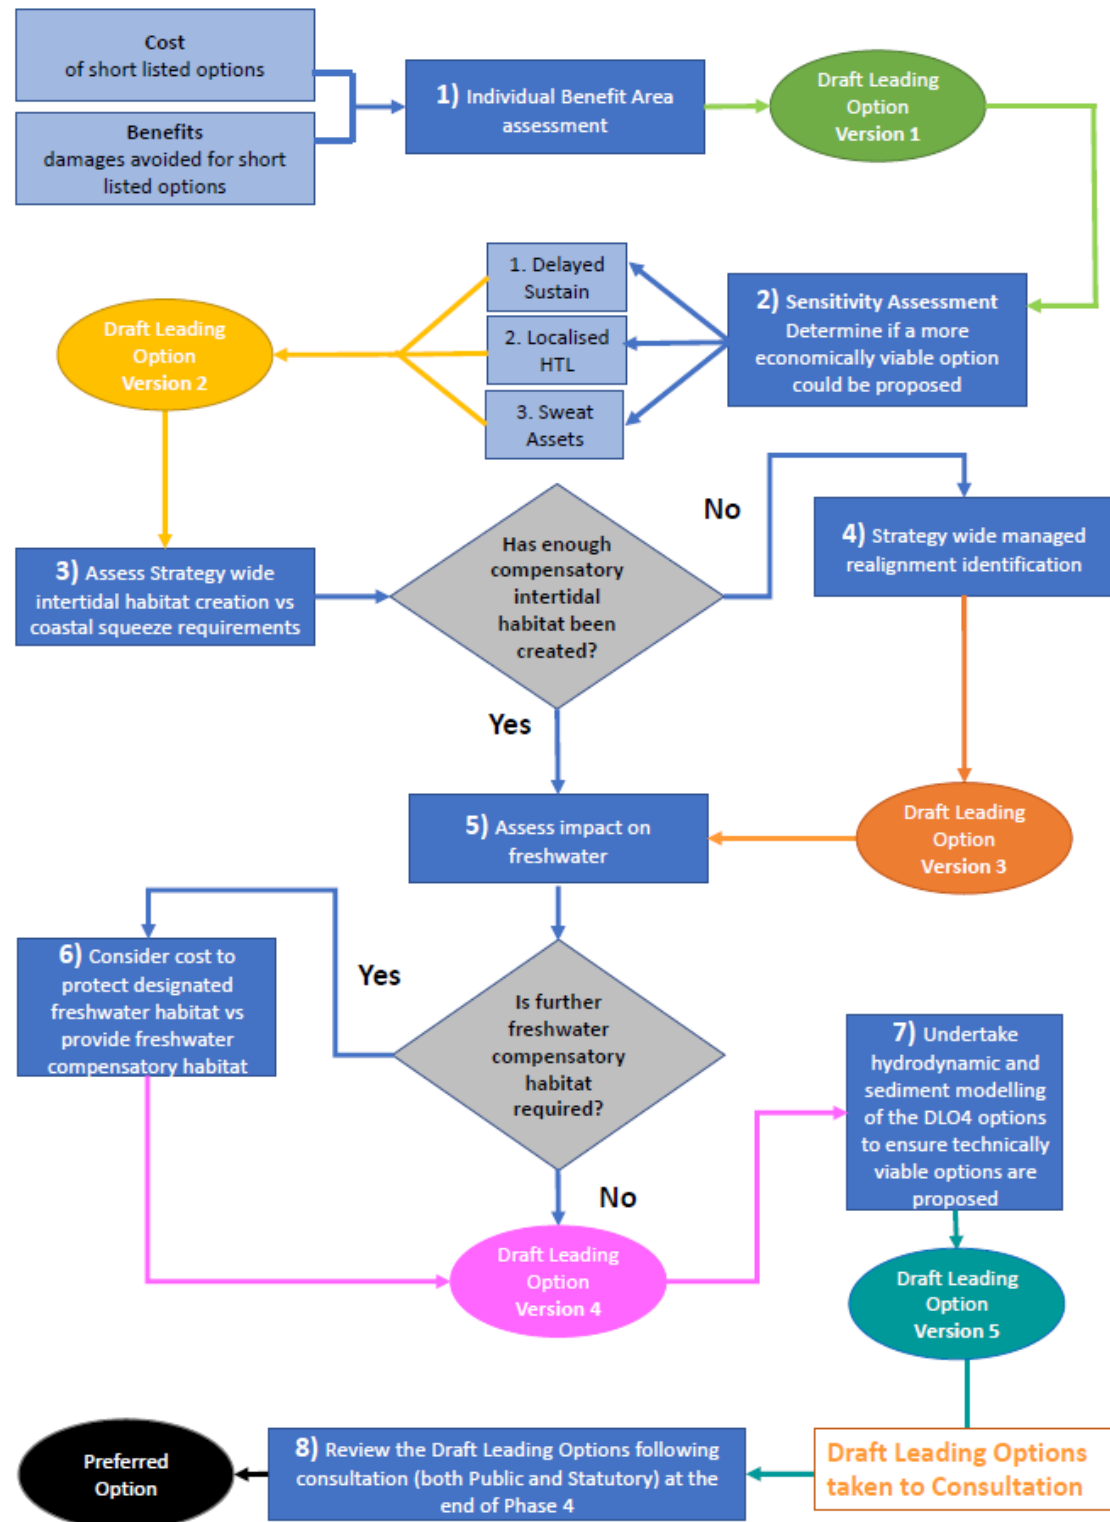 Cost
of short listed options
Benefits
damages avoided for short
listed options
1) Individual Benefit Area
assessment
Draft Leading
Option
Version 1
1. Delayed
Sustain
2. Localised
HTL
3. Sweat
Assets
2) Sensitivity Assessment
Determine if a more
economically viable option
could be proposed
Draft Leading
Option
Version 2
3) Assess Strategy wide
intertidal habitat creation vs
coastal squeeze requirements
Has enough
compensatory
intertidal
habitat been
created?
No
4) Strategy wide managed
realignment identification
Yes
Draft Leading
Option
Version 3
5) Assess impact on
freshwater
Is further
freshwater
compensatory
habitat
required?
Yes
6) Consider cost to
protect designated
freshwater habitat vs
provide freshwater
compensatory habitat
No
Draft Leading
Option
Version 4
7) Undertake
hydrodynamic and
sediment modelling
of the DLO4 options
to ensure technically
viable options are
proposed
Draft Leading
Option
Version 5
Draft Leading Options
taken to Consultation
8) Review the Draft Leading Options following
consultation (both Public and Statutory) at the
end of Phase 4
Preferred
Option